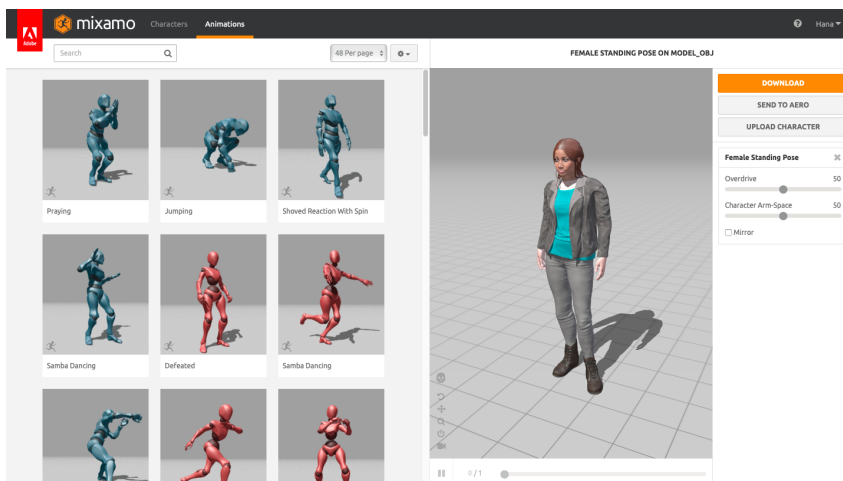 Adobe
mixamo
Characters
Animations
Hana
Search
48 Per page
FEMALE STANDING POSE ON MODEL_OBJ
Praying
Jumping
Shoved Reaction With Spin
Samba Dancing
Defeated
Samba Dancing
0 / 1
DOWNLOAD
SEND TO AERO
UPLOAD CHARACTER
Female Standing Pose
Overdrive 50
Character Arm-Space 50
Mirror